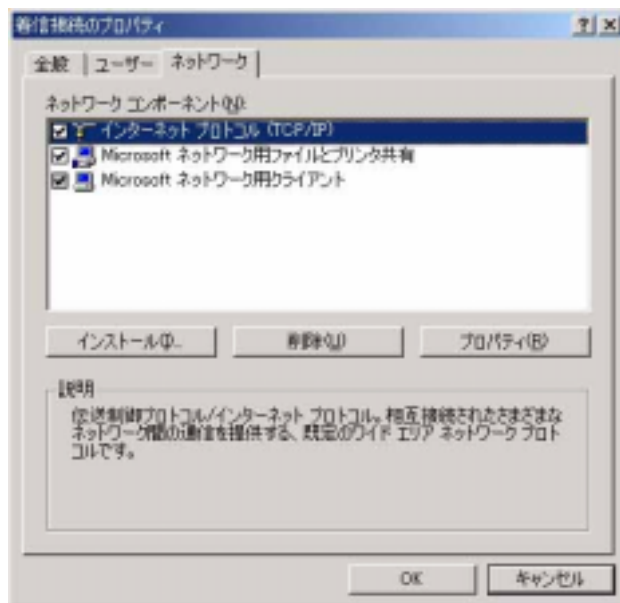 着信接続のプロパティ
全般 ユーザー ネットワーク
ネットワーク コンポーネント(N):
インターネット プロトコル (TCP/IP)
Microsoft ネットワーク用ファイルとプリンタ共有
Microsoft ネットワーク用クライアント
インストール(I)... 削除(U) プロパティ(R)
説明
伝送制御プロトコル/インターネット プロトコル。相互接続されたさまざまな
ネットワーク間の通信を提供する、既定のワイド エリア ネットワーク プロト
コルです。
OK キャンセル